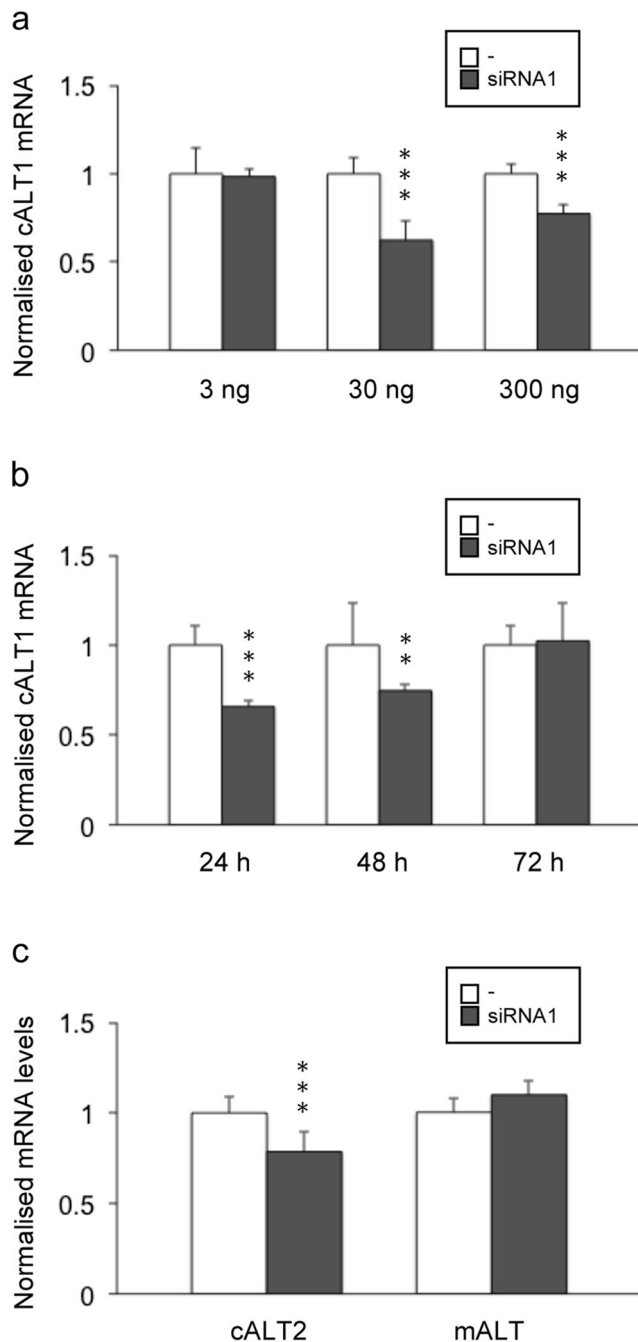 a
-
siRNA1
Normalised cALT1 mRNA
1.5
1
0.5
0
***
***
3 ng 30 ng 300 ng
b
-
siRNA1
Normalised cALT1 mRNA
1.5
1
0.5
0
***
**
24 h 48 h 72 h
c
-
siRNA1
Normalised mRNA levels
1.5
1
0.5
0
***
cALT2 mALT